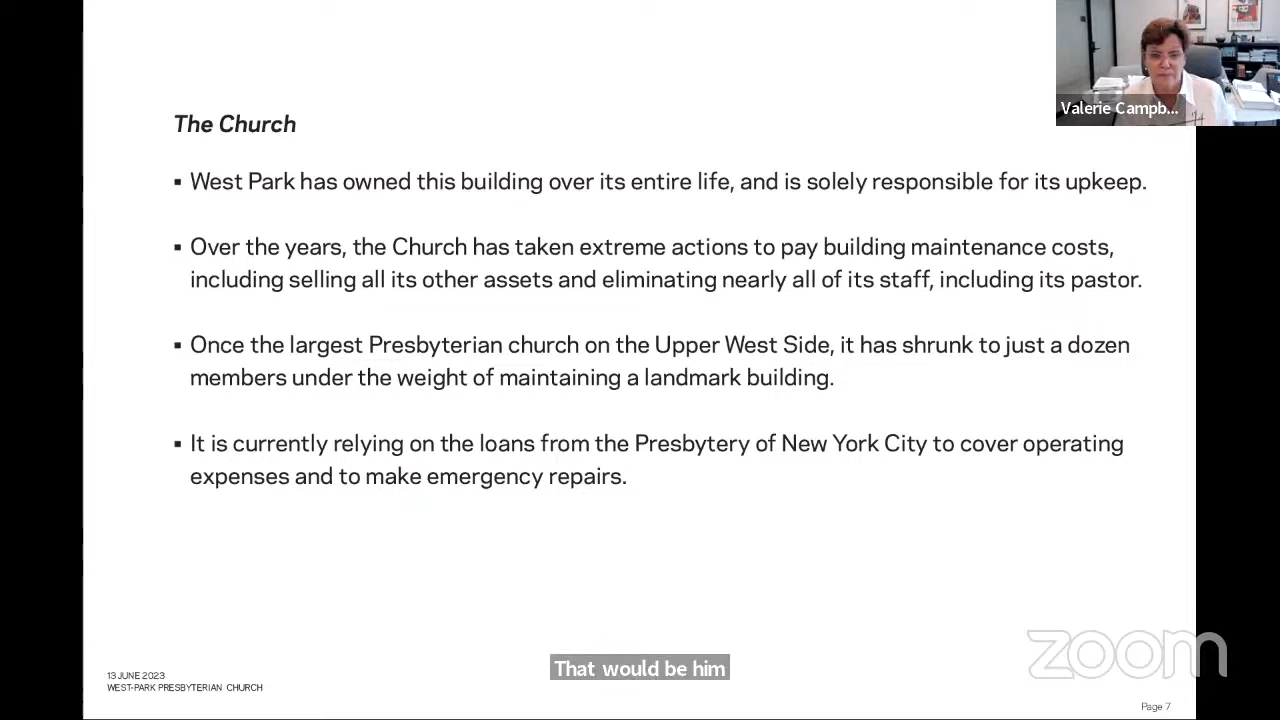 Valerie Campb...
The Church
▪ West Park has owned this building over its entire life, and is solely responsible for its upkeep.
▪ Over the years, the Church has taken extreme actions to pay building maintenance costs,
including selling all its other assets and eliminating nearly all of its staff, including its pastor.
▪ Once the largest Presbyterian church on the Upper West Side, it has shrunk to just a dozen
members under the weight of maintaining a landmark building.
▪ It is currently relying on the loans from the Presbytery of New York City to cover operating
expenses and to make emergency repairs.
zoom
That would be him
13 JUNE 2023
WEST-PARK PRESBYTERIAN CHURCH
Page 7